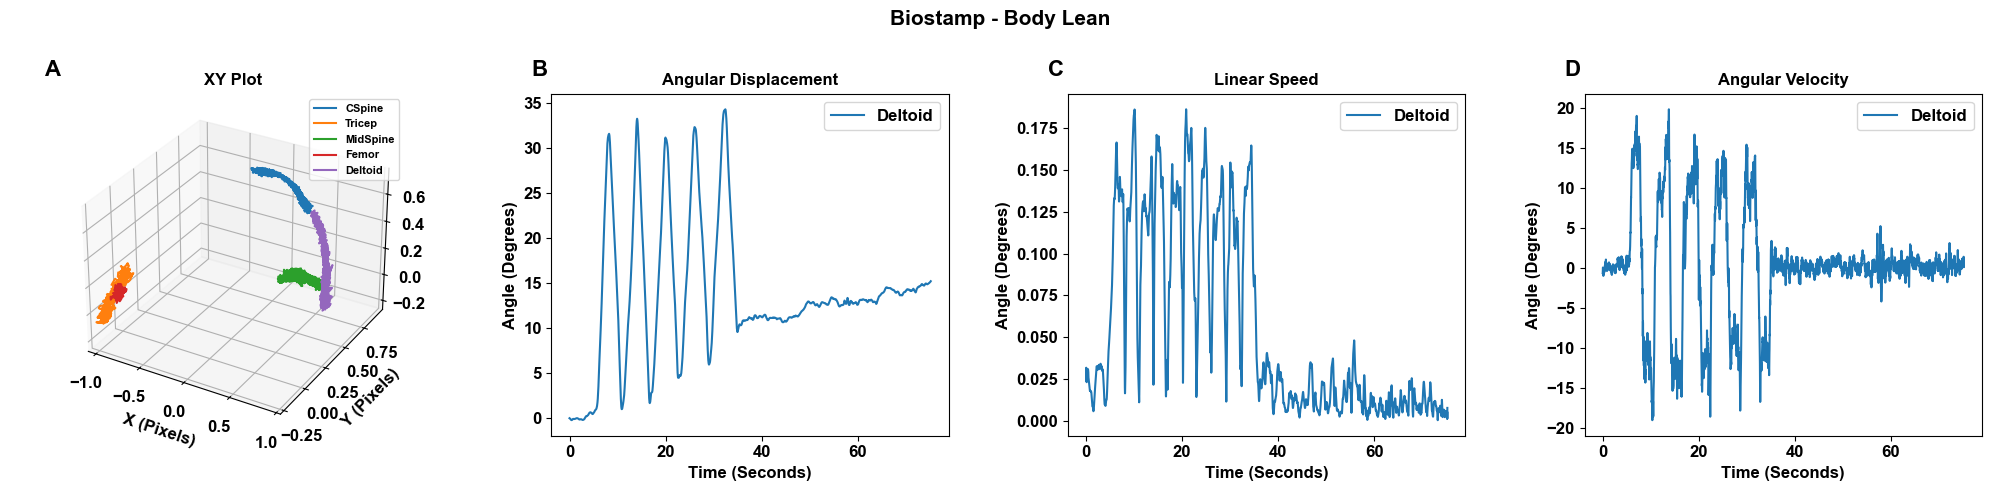 Biostamp - Body Lean
A
XY Plot
CSpine
Tricep
MidSpine
Femor
Deltoid
0.6
0.4
0.2
0.0
−0.2
−1.0
−0.5
0.0
0.5
1.0
X (Pixels)
−0.25
0.00
0.25
0.50
0.75
Y (Pixels)
B
Angular Displacement
Deltoid
35
30
25
20
15
10
5
0
Angle (Degrees)
0 20 40 60
Time (Seconds)
C
Linear Speed
Deltoid
0.175
0.150
0.125
0.100
0.075
0.050
0.025
0.000
Angle (Degrees)
0 20 40 60
Time (Seconds)
D
Angular Velocity
Deltoid
20
15
10
5
0
−5
−10
−15
−20
Angle (Degrees)
0 20 40 60
Time (Seconds)